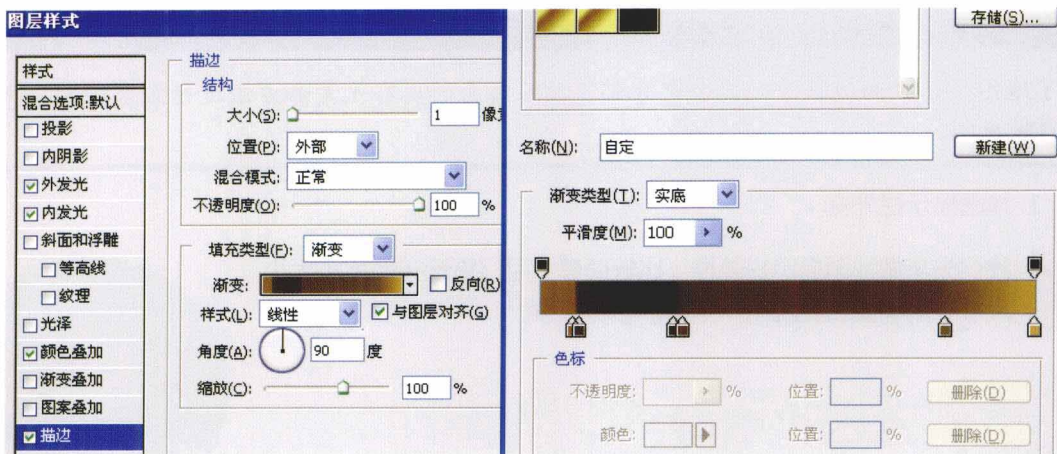 图层样式
样式
混合选项:默认
投影
内阴影
外发光
内发光
斜面和浮雕
等高线
纹理
光泽
颜色叠加
渐变叠加
图案叠加
描边
描边
结构
大小(S): 1
位置(P): 外部
混合模式: 正常
不透明度(O): 100 %
填充类型(F): 渐变
渐变: 反向(R)
样式(L): 线性 与图层对齐(G)
角度(A): 90 度
缩放(C): 100 %
存储(S)...
名称(N): 自定 新建(W)
渐变类型(T): 实底
平滑度(M): 100 %
色标
不透明度: % 位置: % 删除(D)
颜色: 位置: % 删除(D)